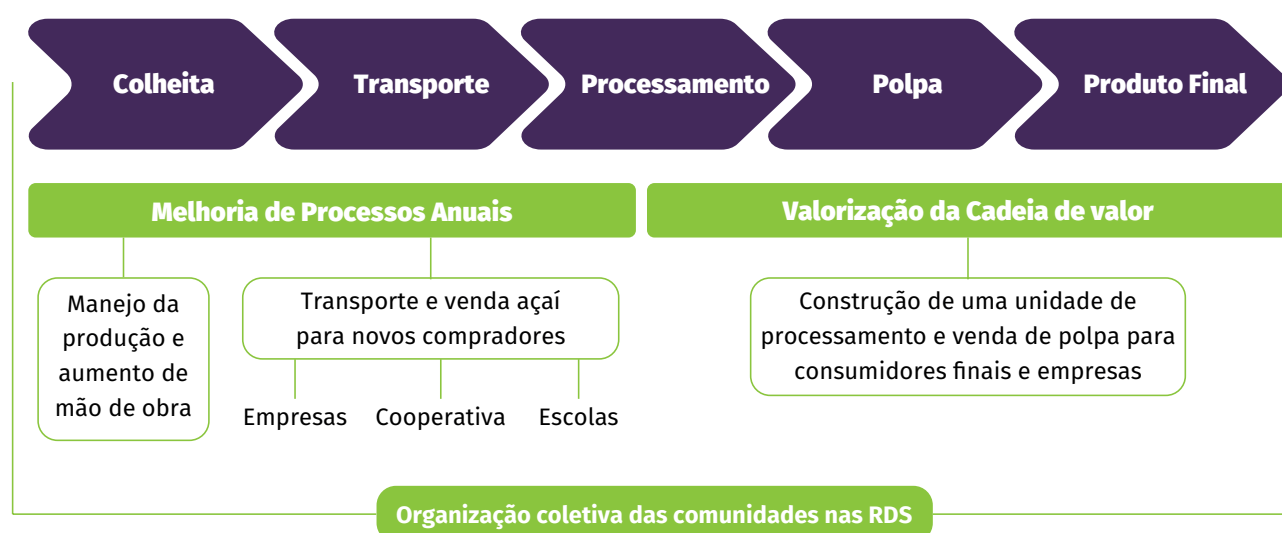 Colheita
Transporte
Processamento
Polpa
Produto Final
Melhoria de Processos Anuais
Valorização da Cadeia de valor
Manejo da
produção e
aumento de
mão de obra
Transporte e venda açaí
para novos compradores
Empresas
Cooperativa
Escolas
Construção de uma unidade de
processamento e venda de polpa para
consumidores finais e empresas
Organização coletiva das comunidades nas RDS